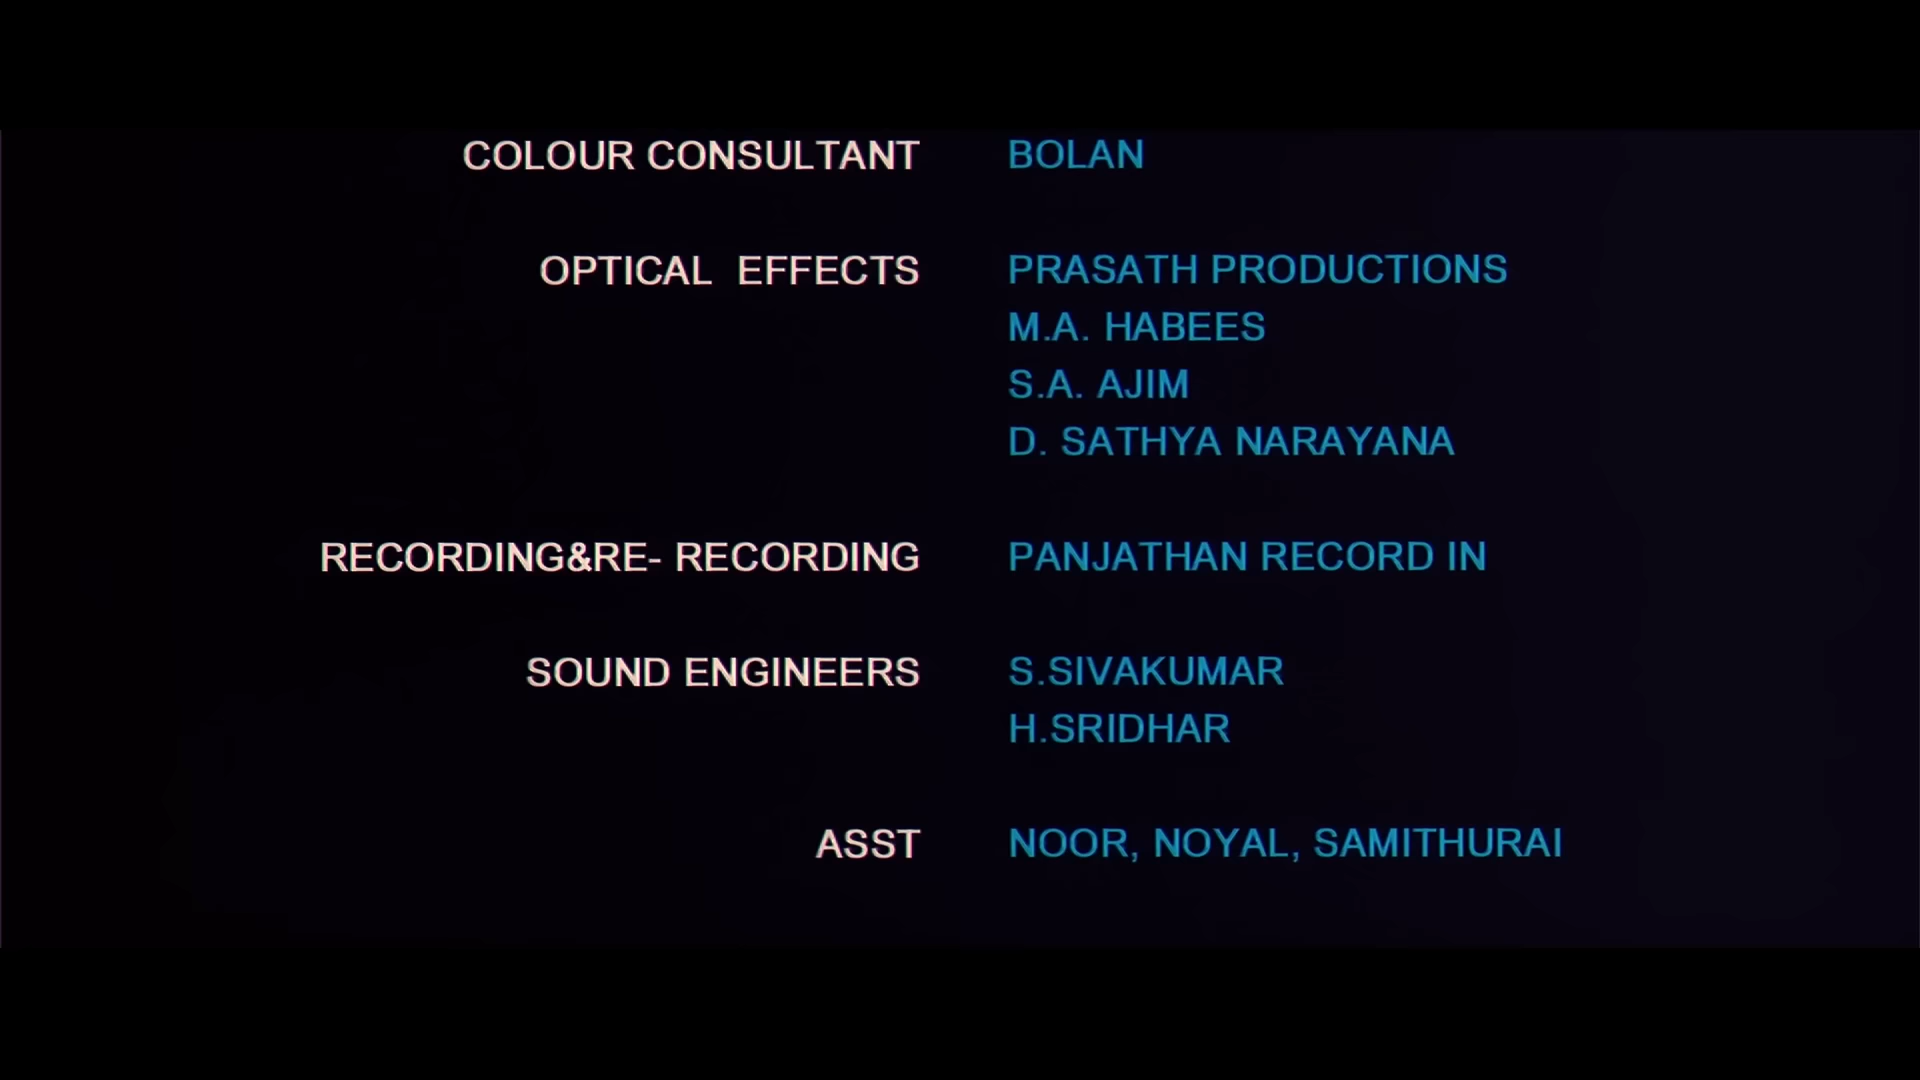 COLOUR CONSULTANT BOLAN
OPTICAL EFFECTS PRASATH PRODUCTIONS
M.A. HABEES
S.A. AJIM
D. SATHYA NARAYANA
RECORDING&RE- RECORDING PANJATHAN RECORD IN
SOUND ENGINEERS S.SIVAKUMAR
H.SRIDHAR
ASST NOOR, NOYAL, SAMITHURAI